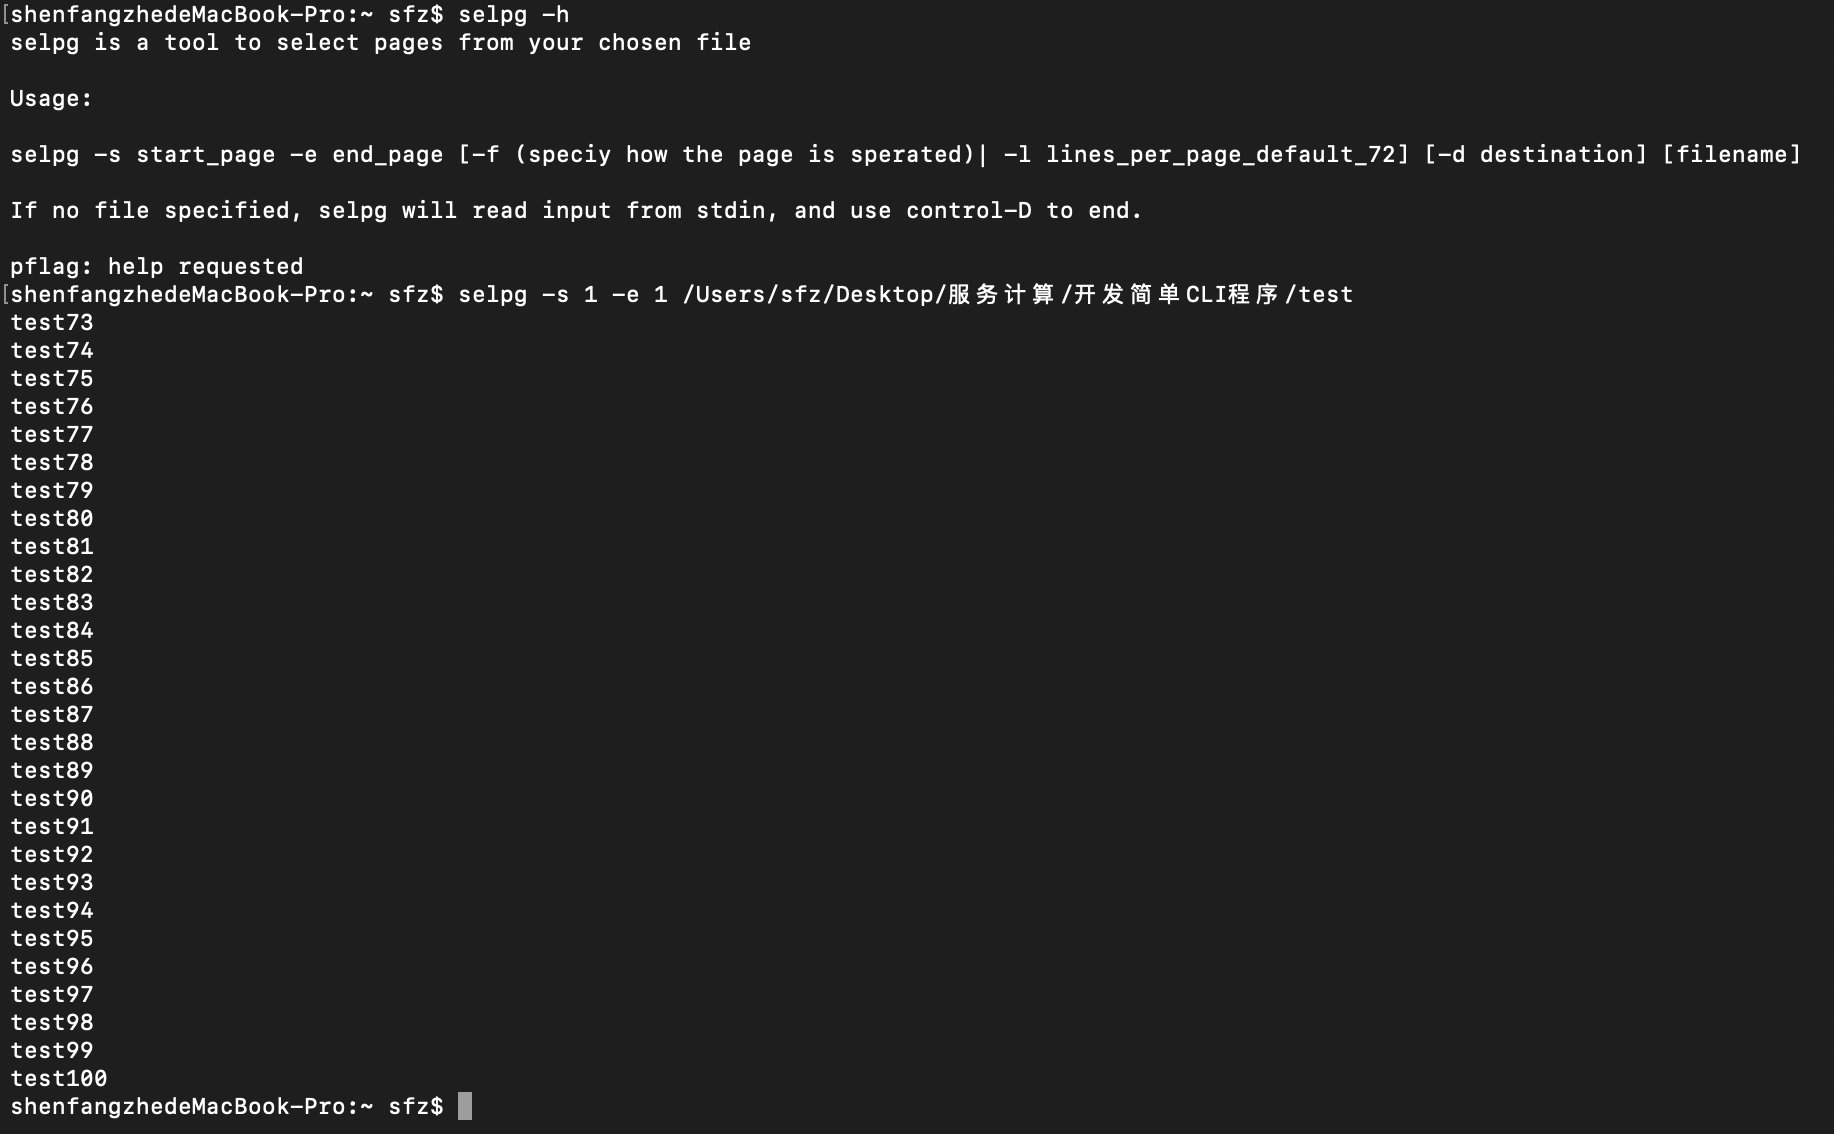 [shenfangzhedeMacBook-Pro:~ sfz$ selpg -h
selpg is a tool to select pages from your chosen file
Usage:
selpg -s start_page -e end_page [-f (speciy how the page is sperated)| -l lines_per_page_default_72] [-d destination] [filename]
If no file specified, selpg will read input from stdin, and use control-D to end.
pflag: help requested
[shenfangzhedeMacBook-Pro:~ sfz$ selpg -s 1 -e 1 /Users/sfz/Desktop/服务计算/开发简单CLI程序/test
test73
test74
test75
test76
test77
test78
test79
test80
test81
test82
test83
test84
test85
test86
test87
test88
test89
test90
test91
test92
test93
test94
test95
test96
test97
test98
test99
test100
shenfangzhedeMacBook-Pro:~ sfz$